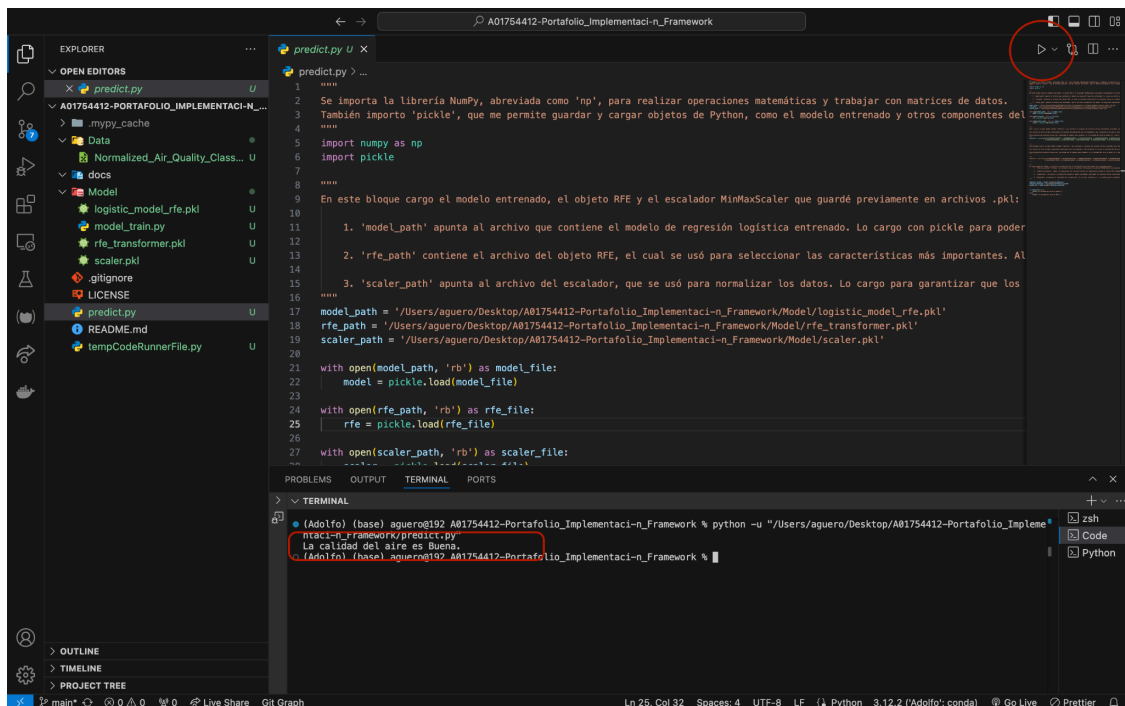 A01754412-Portafolio_Implementaci-n_Framework
EXPLORER
OPEN EDITORS
predict.py U
A01754412-PORTAFOLIO_IMPLEMENTACI-N_...
.mypy_cache
Data
Normalized_Air_Quality_Class... U
docs
Model
logistic_model_rfe.pkl U
model_train.py U
rfe_transformer.pkl U
scaler.pkl U
.gitignore
LICENSE
predict.py U
README.md
tempCodeRunnerFile.py U
OUTLINE
TIMELINE
PROJECT TREE
7
predict.py U
predict.py > ...
1 """
2 Se importa la librería NumPy, abreviada como 'np', para realizar operaciones matemáticas y trabajar con matrices de datos.
3 También importo 'pickle', que me permite guardar y cargar objetos de Python, como el modelo entrenado y otros componentes del
4 """
5 import numpy as np
6 import pickle
7
8 """
9 En este bloque cargo el modelo entrenado, el objeto RFE y el escalador MinMaxScaler que guardé previamente en archivos .pkl:
10
11 1. 'model_path' apunta al archivo que contiene el modelo de regresión logística entrenado. Lo cargo con pickle para poder
12
13 2. 'rfe_path' contiene el archivo del objeto RFE, el cual se usó para seleccionar las características más importantes. Al
14
15 3. 'scaler_path' apunta al archivo del escalador, que se usó para normalizar los datos. Lo cargo para garantizar que los
16 """
17 model_path = '/Users/aguero/Desktop/A01754412-Portafolio_Implementaci-n_Framework/Model/logistic_model_rfe.pkl'
18 rfe_path = '/Users/aguero/Desktop/A01754412-Portafolio_Implementaci-n_Framework/Model/rfe_transformer.pkl'
19 scaler_path = '/Users/aguero/Desktop/A01754412-Portafolio_Implementaci-n_Framework/Model/scaler.pkl'
20
21 with open(model_path, 'rb') as model_file:
22 model = pickle.load(model_file)
23
24 with open(rfe_path, 'rb') as rfe_file:
25 rfe = pickle.load(rfe_file)
26
27 with open(scaler_path, 'rb') as scaler_file:
PROBLEMS OUTPUT TERMINAL PORTS
TERMINAL
(Adolfo) (base) aguero@192 A01754412-Portafolio_Implementaci-n_Framework % python -u "/Users/aguero/Desktop/A01754412-Portafolio_Impleme
ntaci-n_Framework/predict.py"
La calidad del aire es Buena.
(Adolfo) (base) aguero@192 A01754412-Portafolio_Implementaci-n_Framework %
zsh
Code
Python
main* 0 0 0 Live Share Git Graph Ln 25, Col 32 Spaces: 4 UTF-8 LF Python 3.12.2 ('Adolfo': conda) Go Live Prettier